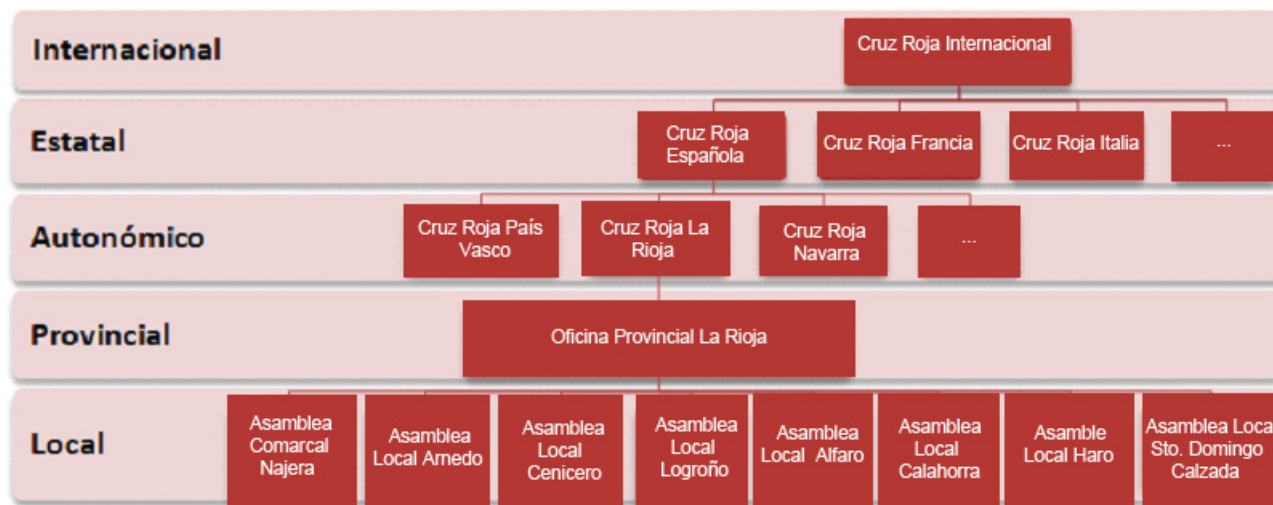 Internacional
Cruz Roja Internacional
Estatal
Cruz Roja
Española
Cruz Roja Francia
Cruz Roja Italia
...
Autonómico
Cruz Roja País
Vasco
Cruz Roja La
Rioja
Cruz Roja
Navarra
...
Provincial
Oficina Provincial La Rioja
Local
Asamblea
Comarcal
Najera
Asamblea
Local Arnedo
Asamblea
Local
Cenicero
Asamblea
Local
Logroño
Asamblea
Local Alfaro
Asamblea
Local
Calahorra
Asamble
Local Haro
Asamblea Loca
Sto. Domingo
Calzada